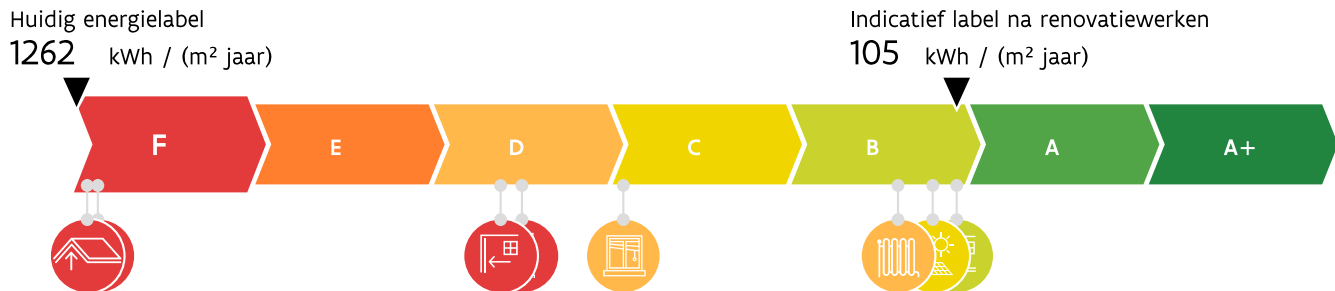 Huidig energielabel
1262 kWh / (m² jaar)
Indicatief label na renovatiewerken
105 kWh / (m² jaar)
F E D C B A A+